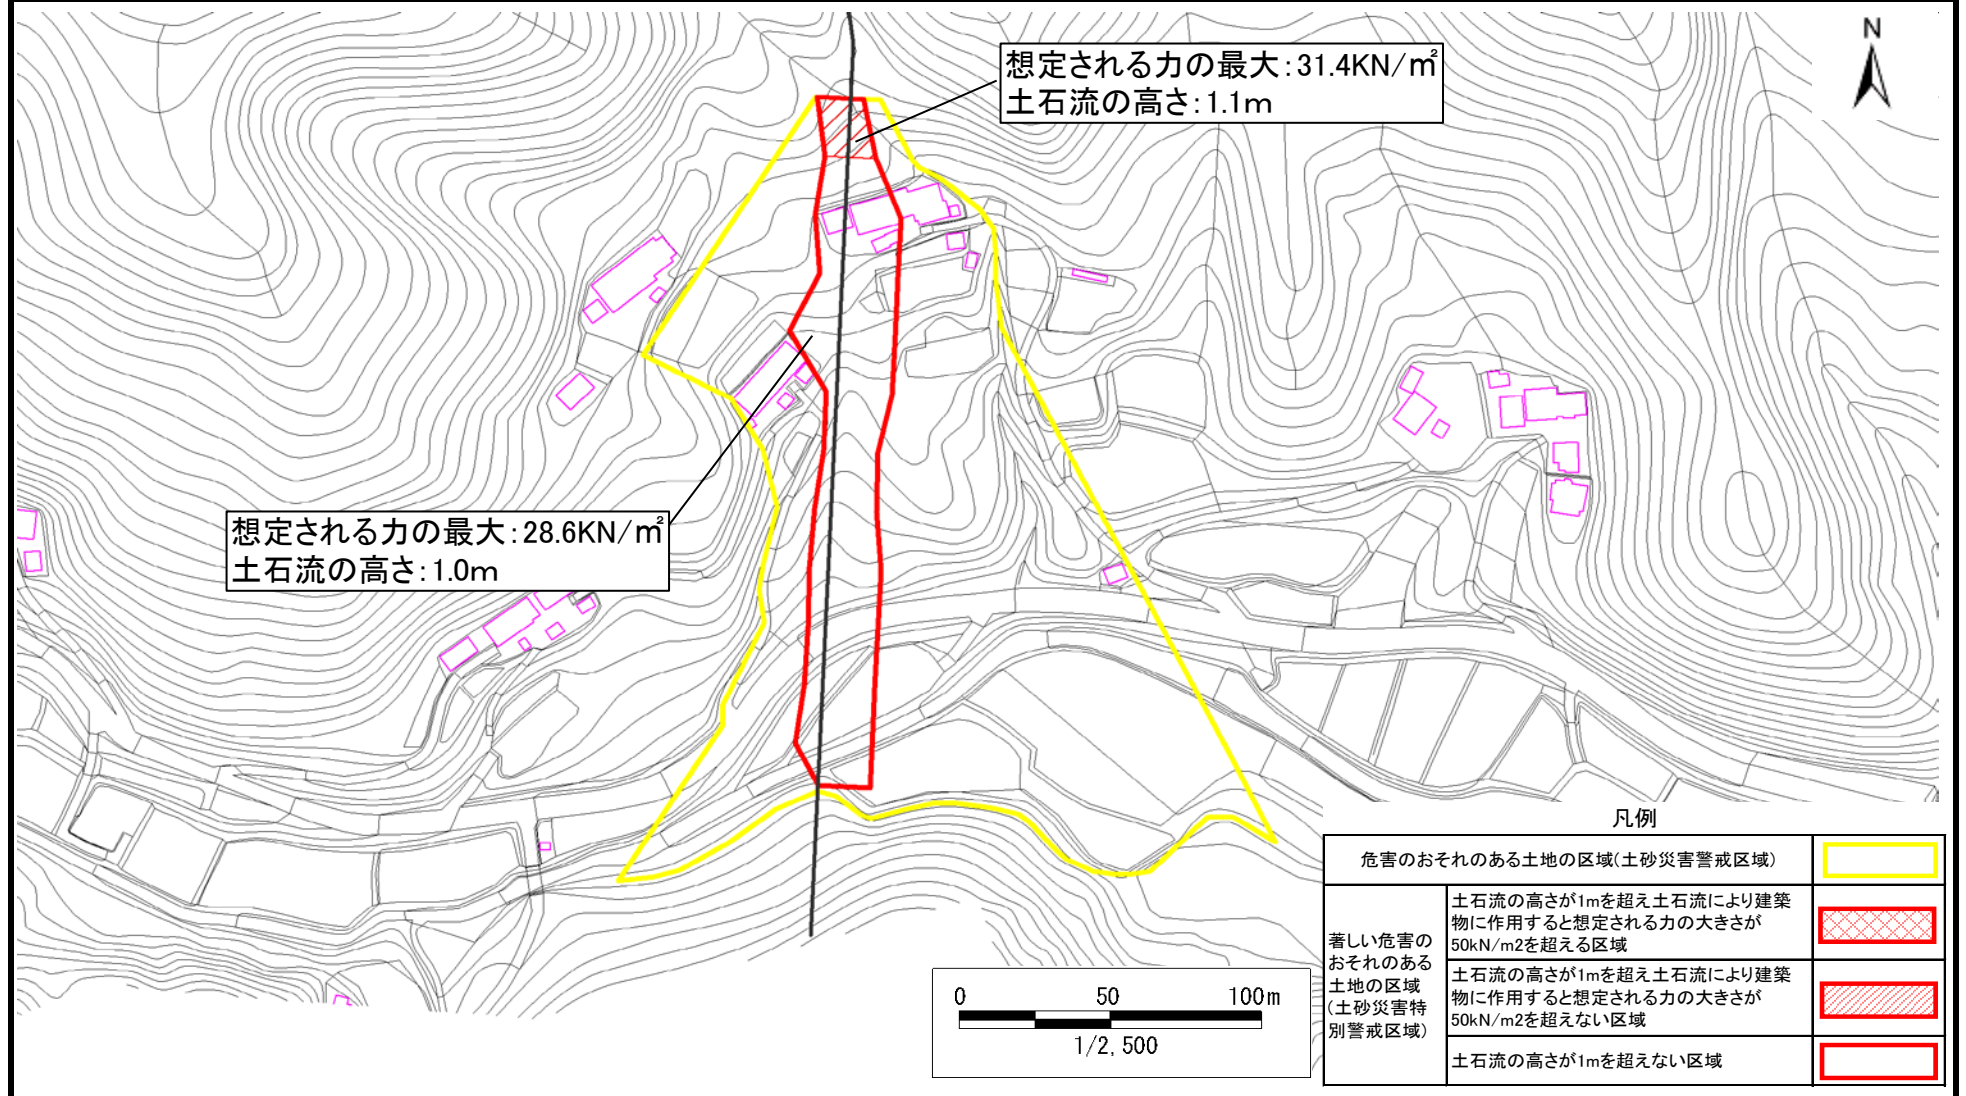 N
想定される力の最大：31.4KN/㎡
土石流の高さ：1.1m
想定される力の最大：28.6KN/㎡
土石流の高さ：1.0m
0 50 100m
1/2,500
凡例
危害のおそれのある土地の区域(土砂災害警戒区域)
著しい危害の
おそれのある
土地の区域
(土砂災害特
別警戒区域)
土石流の高さが1mを超え土石流により建築
物に作用すると想定される力の大きさが
50kN/m2を超える区域
土石流の高さが1mを超え土石流により建築
物に作用すると想定される力の大きさが
50kN/m2を超えない区域
土石流の高さが1mを超えない区域